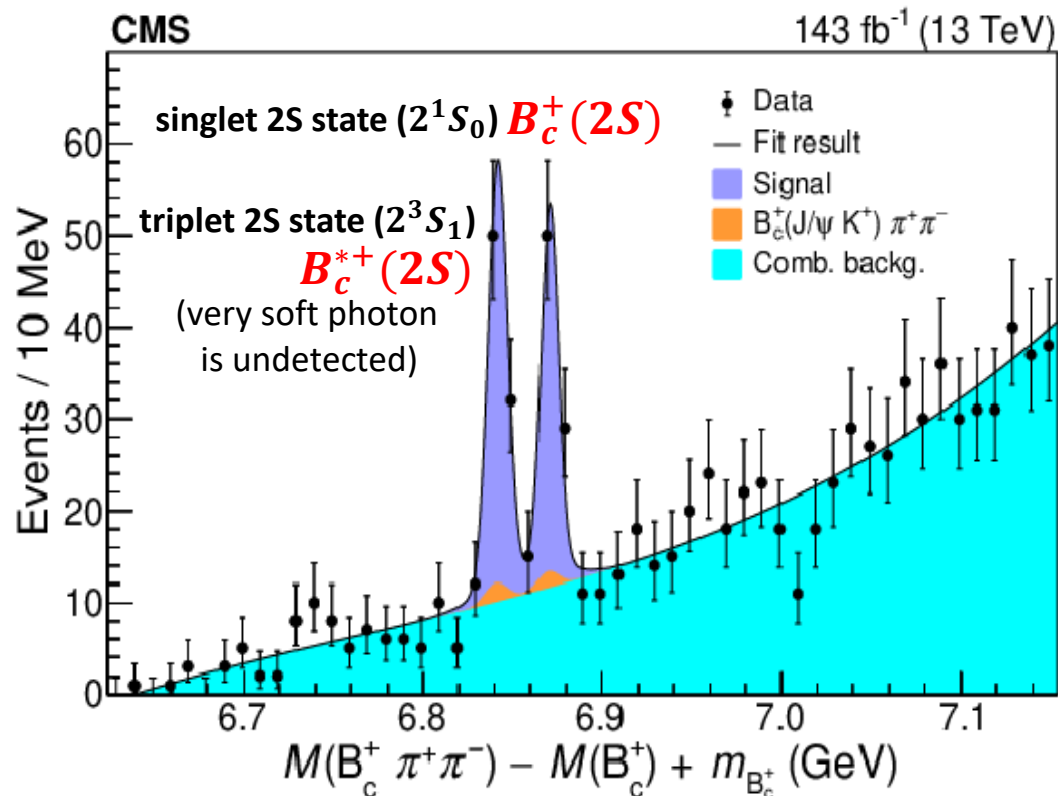 CMS 143 fb⁻¹ (13 TeV)
singlet 2S state (2¹S₀) B_c⁺(2S)
triplet 2S state (2³S₁)
B_c*⁺(2S)
(very soft photon
is undetected)
Data
Fit result
Signal
B_c⁺(J/ψ K⁺) π⁺π⁻
Comb. backg.
Events / 10 MeV
60
50
40
30
20
10
0
6.7 6.8 6.9 7.0 7.1
M(B_c⁺ π⁺π⁻) − M(B_c⁺) + m_{B_c⁺} (GeV)